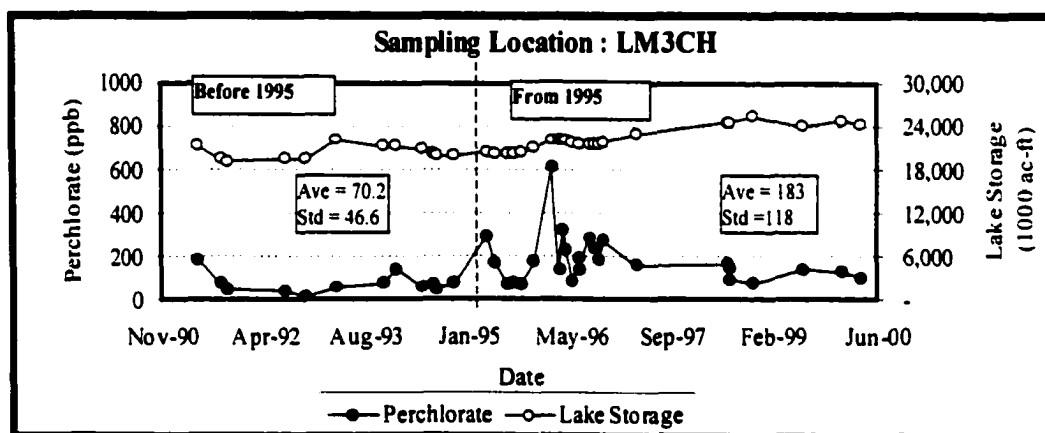 Sampling Location : LM3CH
Before 1995
From 1995
Perchlorate (ppb)
1000
800
600
400
200
0
Ave = 70.2
Std = 46.6
Ave = 183
Std =118
30,000
24,000
18,000
12,000
6,000
-
Lake Storage
(1000 ac-ft)
Nov-90 Apr-92 Aug-93 Jan-95 May-96 Sep-97 Feb-99 Jun-00
Date
Perchlorate Lake Storage